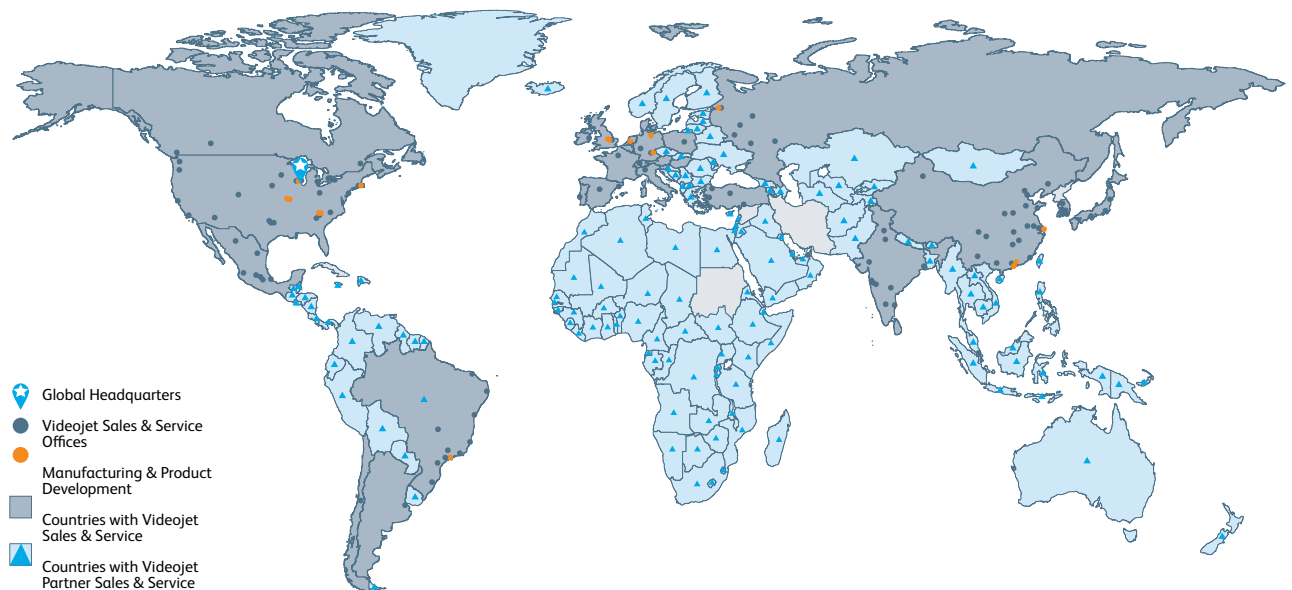 Global Headquarters
Videojet Sales & Service
Offices
Manufacturing & Product
Development
Countries with Videojet
Sales & Service
Countries with Videojet
Partner Sales & Service